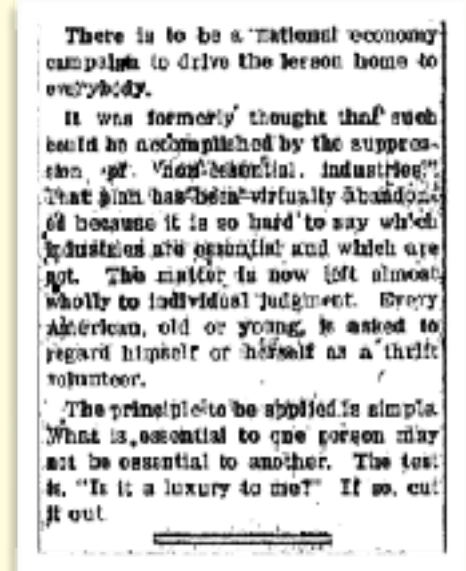 There is to be a national economy
campaign to drive the lesson home to
everybody.
It was formerly thought that such
could be accomplished by the suppres-
sion of "non-essential industries."
That plan has been virtually abandon-
ed because it is so hard to say which
industries are essential and which are
not. The matter is now left almost
wholly to individual judgment. Every
American, old or young, is asked to
regard himself or herself as a thrift
volunteer.
The principle to be applied is simple.
What is essential to one person may
not be essential to another. The test
is, "Is it a luxury to me?" If so, cut
it out